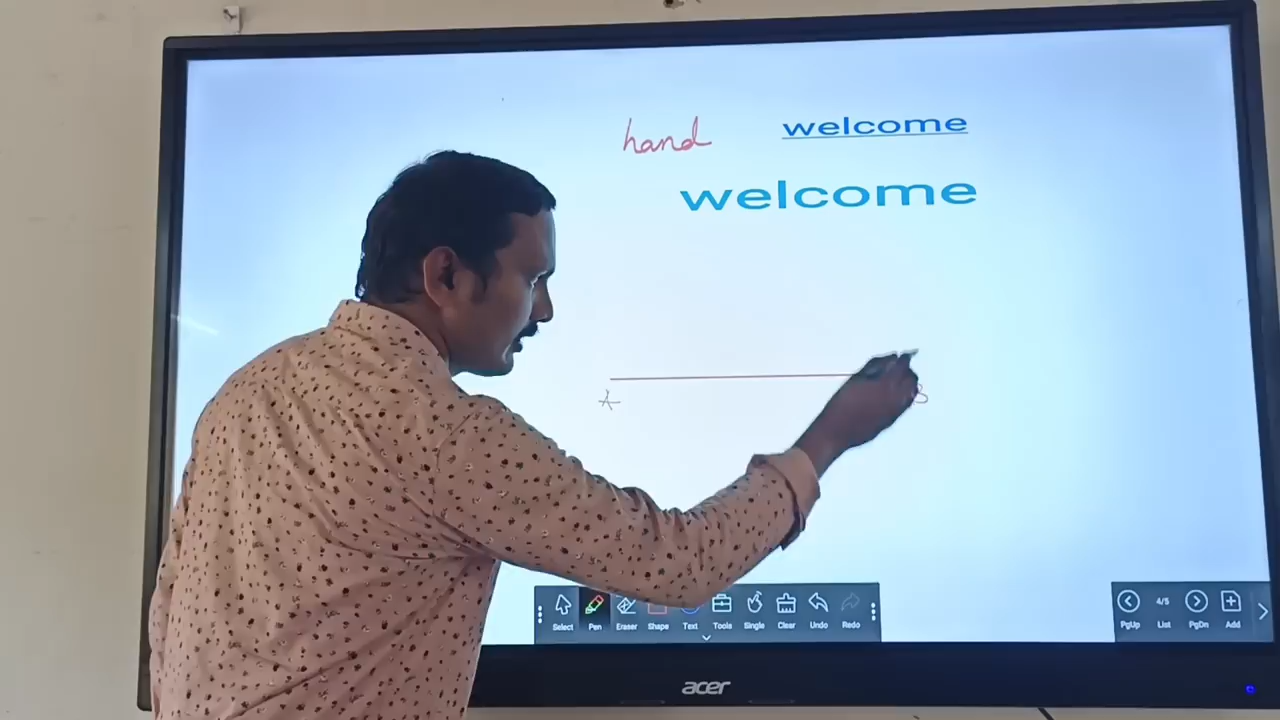 hand welcome
welcome
A B
Select Pen Eraser Shape Text Tools Single Clear Undo Redo
4/5
PgUp List PgDn Add
acer